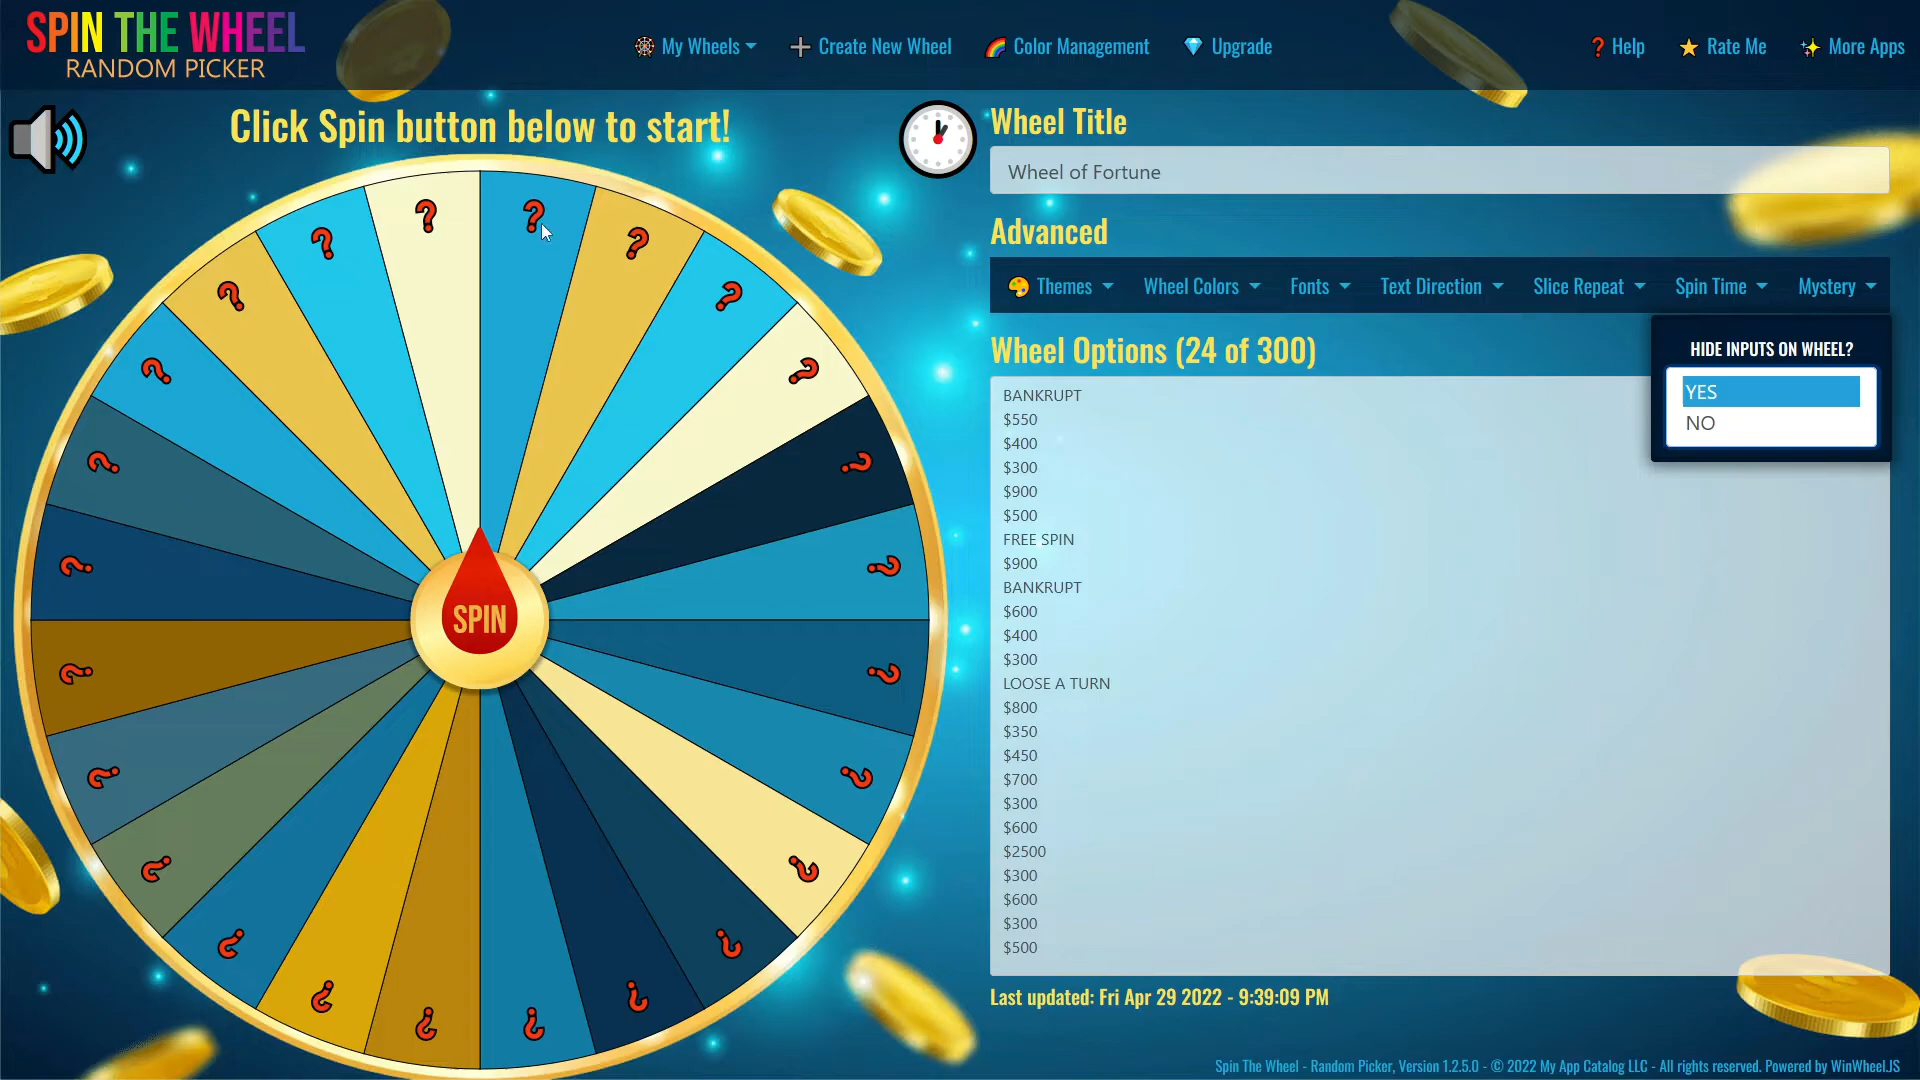 SPIN THE WHEEL
RANDOM PICKER
My Wheels
Create New Wheel
Color Management
Upgrade
Help
Rate Me
More Apps
Click Spin button below to start!
SPIN
Wheel Title
Wheel of Fortune
Advanced
Themes
Wheel Colors
Fonts
Text Direction
Slice Repeat
Spin Time
Mystery
HIDE INPUTS ON WHEEL?
YES
NO
Wheel Options (24 of 300)
BANKRUPT
$550
$400
$300
$900
$500
FREE SPIN
$900
BANKRUPT
$600
$400
$300
LOOSE A TURN
$800
$350
$450
$700
$300
$600
$2500
$300
$600
$300
$500
Last updated: Fri Apr 29 2022 - 9:39:09 PM
Spin The Wheel - Random Picker, Version 1.2.5.0 - © 2022 My App Catalog LLC - All rights reserved. Powered by WinWheel.JS